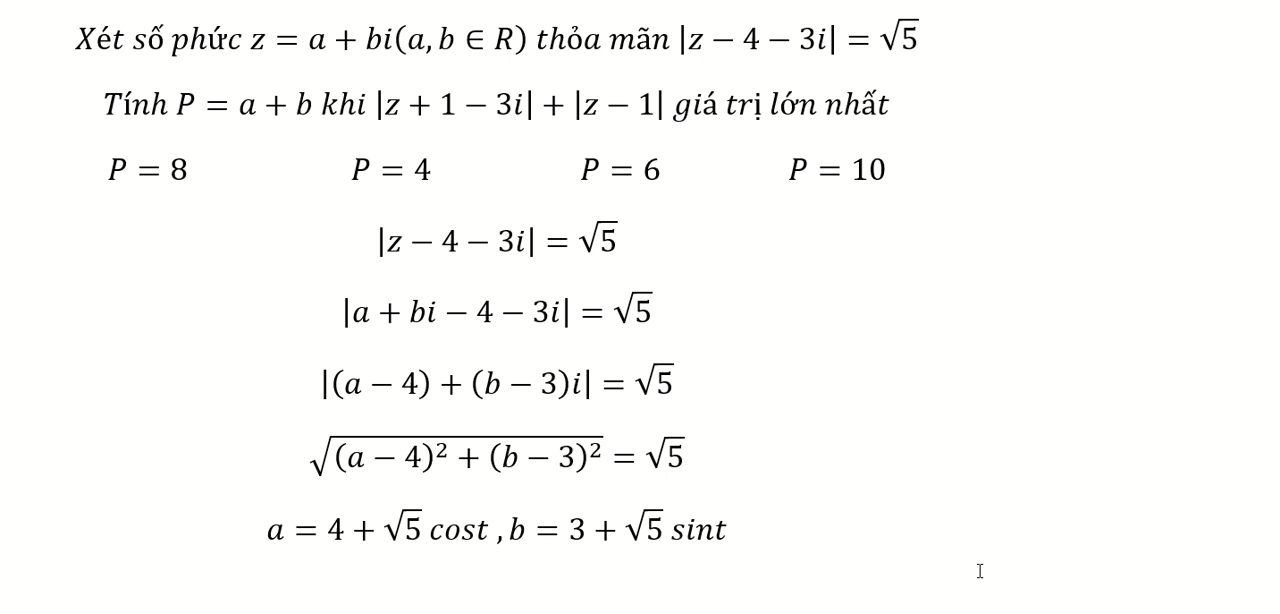 Xét số phức z = a + bi(a, b ∈ R) thỏa mãn |z − 4 − 3i| = √5
Tính P = a + b khi |z + 1 − 3i| + |z − 1| giá trị lớn nhất
P = 8 P = 4 P = 6 P = 10
|z − 4 − 3i| = √5
|a + bi − 4 − 3i| = √5
|(a − 4) + (b − 3)i| = √5
√((a − 4)² + (b − 3)²) = √5
a = 4 + √5 cost , b = 3 + √5 sint